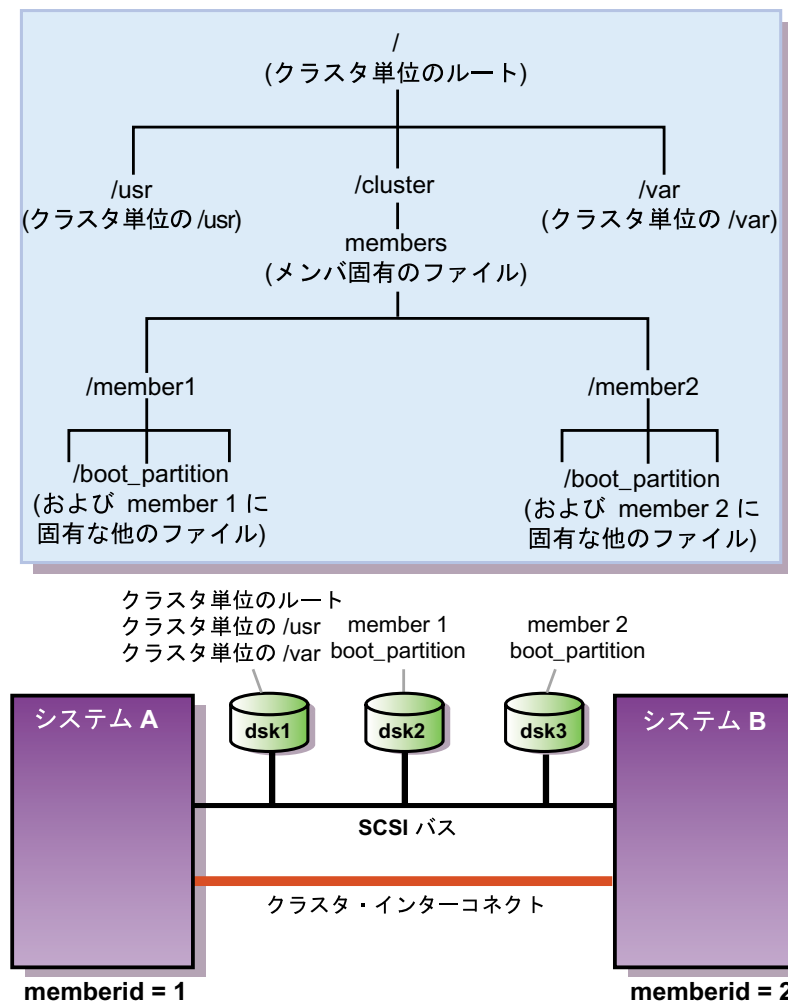 /
(クラスタ単位のルート)
/usr
(クラスタ単位の /usr)
/cluster
members
(メンバ固有のファイル)
/var
(クラスタ単位の /var)
/member1
/boot_partition
(および member 1 に
固有な他のファイル)
/member2
/boot_partition
(および member 2 に
固有な他のファイル)
クラスタ単位のルート
クラスタ単位の /usr
クラスタ単位の /var
member 1
boot_partition
member 2
boot_partition
システム A
dsk1
dsk2
dsk3
システム B
SCSI バス
クラスタ・インターコネクト
memberid = 1
memberid = 2